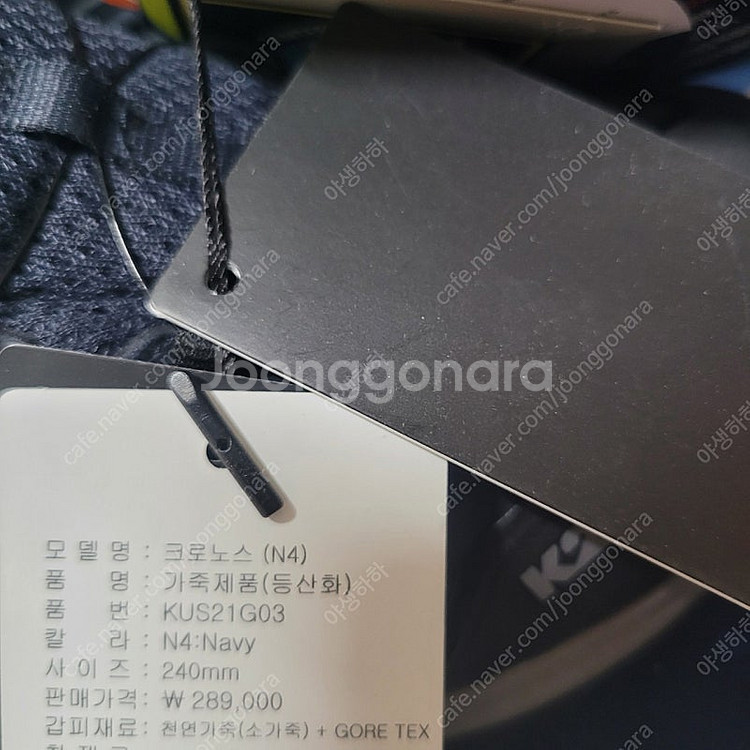 Joonggonara
모 델 명 : 크로노스 (N4)
품 명 : 가죽제품(등산화)
품 번 : KUS21G03
칼 라 : N4:Navy
사 이 즈 : 240mm
판매가격: ₩ 289,000
갑피재료: 천연가죽(소가죽) + GORE TEX
cafe.naver.com/joonggonara
야생하하